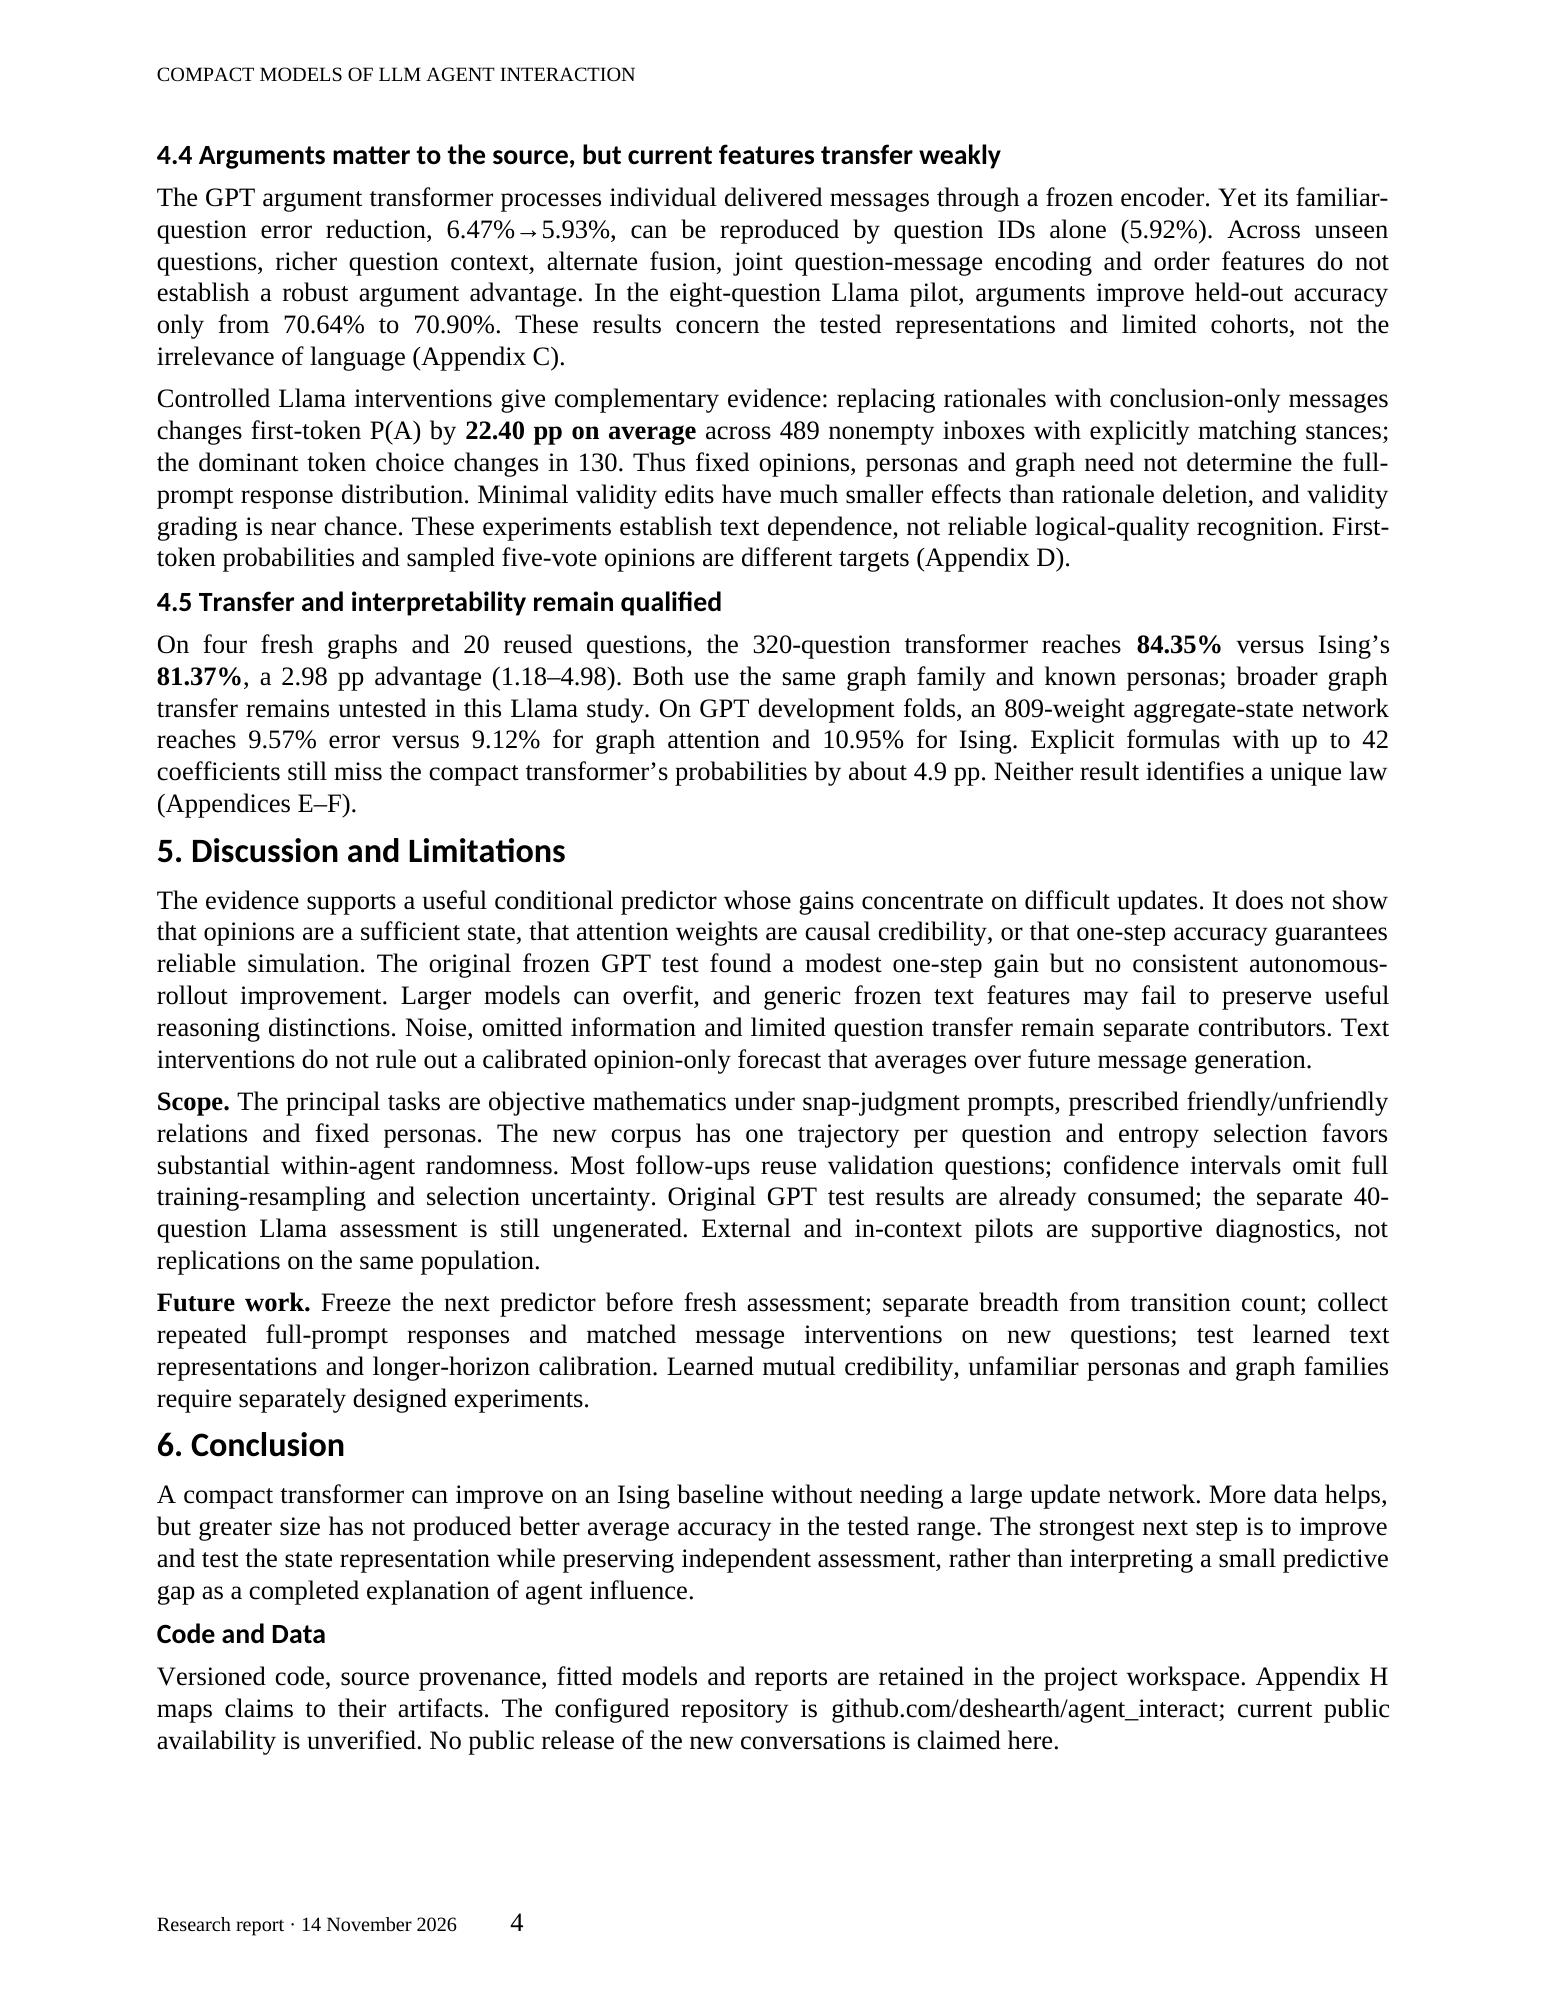 COMPACT MODELS OF LLM AGENT INTERACTION
4.4 Arguments matter to the source, but current features transfer weakly
The GPT argument transformer processes individual delivered messages through a frozen encoder. Yet its familiar-
question error reduction, 6.47%→5.93%, can be reproduced by question IDs alone (5.92%). Across unseen
questions, richer question context, alternate fusion, joint question-message encoding and order features do not
establish a robust argument advantage. In the eight-question Llama pilot, arguments improve held-out accuracy
only from 70.64% to 70.90%. These results concern the tested representations and limited cohorts, not the
irrelevance of language (Appendix C).
Controlled Llama interventions give complementary evidence: replacing rationales with conclusion-only messages
changes first-token P(A) by 22.40 pp on average across 489 nonempty inboxes with explicitly matching stances;
the dominant token choice changes in 130. Thus fixed opinions, personas and graph need not determine the full-
prompt response distribution. Minimal validity edits have much smaller effects than rationale deletion, and validity
grading is near chance. These experiments establish text dependence, not reliable logical-quality recognition. First-
token probabilities and sampled five-vote opinions are different targets (Appendix D).
4.5 Transfer and interpretability remain qualified
On four fresh graphs and 20 reused questions, the 320-question transformer reaches 84.35% versus Ising’s
81.37%, a 2.98 pp advantage (1.18–4.98). Both use the same graph family and known personas; broader graph
transfer remains untested in this Llama study. On GPT development folds, an 809-weight aggregate-state network
reaches 9.57% error versus 9.12% for graph attention and 10.95% for Ising. Explicit formulas with up to 42
coefficients still miss the compact transformer’s probabilities by about 4.9 pp. Neither result identifies a unique law
(Appendices E–F).
5. Discussion and Limitations
The evidence supports a useful conditional predictor whose gains concentrate on difficult updates. It does not show
that opinions are a sufficient state, that attention weights are causal credibility, or that one-step accuracy guarantees
reliable simulation. The original frozen GPT test found a modest one-step gain but no consistent autonomous-
rollout improvement. Larger models can overfit, and generic frozen text features may fail to preserve useful
reasoning distinctions. Noise, omitted information and limited question transfer remain separate contributors. Text
interventions do not rule out a calibrated opinion-only forecast that averages over future message generation.
Scope. The principal tasks are objective mathematics under snap-judgment prompts, prescribed friendly/unfriendly
relations and fixed personas. The new corpus has one trajectory per question and entropy selection favors
substantial within-agent randomness. Most follow-ups reuse validation questions; confidence intervals omit full
training-resampling and selection uncertainty. Original GPT test results are already consumed; the separate 40-
question Llama assessment is still ungenerated. External and in-context pilots are supportive diagnostics, not
replications on the same population.
Future work. Freeze the next predictor before fresh assessment; separate breadth from transition count; collect
repeated full-prompt responses and matched message interventions on new questions; test learned text
representations and longer-horizon calibration. Learned mutual credibility, unfamiliar personas and graph families
require separately designed experiments.
6. Conclusion
A compact transformer can improve on an Ising baseline without needing a large update network. More data helps,
but greater size has not produced better average accuracy in the tested range. The strongest next step is to improve
and test the state representation while preserving independent assessment, rather than interpreting a small predictive
gap as a completed explanation of agent influence.
Code and Data
Versioned code, source provenance, fitted models and reports are retained in the project workspace. Appendix H
maps claims to their artifacts. The configured repository is github.com/deshearth/agent_interact; current public
availability is unverified. No public release of the new conversations is claimed here.
Research report · 14 November 2026 4